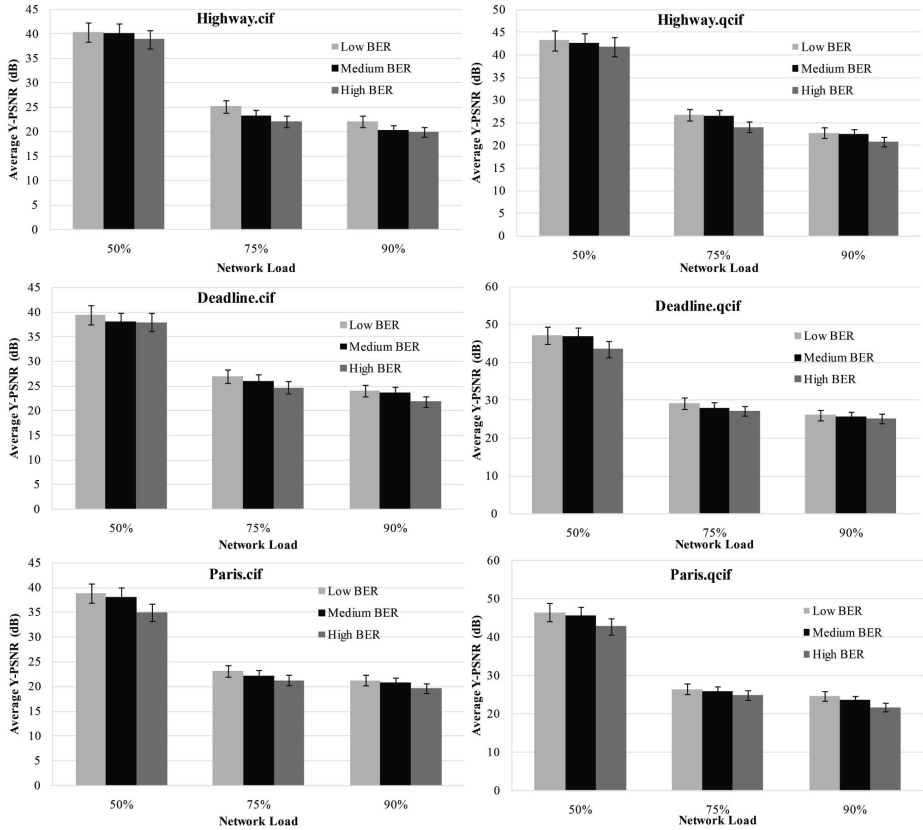 Highway.cif
Average Y-PSNR (dB)
45
40
35
30
25
20
15
10
5
0
Low BER
Medium BER
High BER
50%
75%
90%
Network Load
Highway.qcif
Average Y-PSNR (dB)
50
45
40
35
30
25
20
15
10
5
0
Low BER
Medium BER
High BER
50%
75%
90%
Network Load
Deadline.cif
Average Y-PSNR (dB)
45
40
35
30
25
20
15
10
5
0
Low BER
Medium BER
High BER
50%
75%
90%
Network Load
Deadline.qcif
Average Y-PSNR (dB)
60
50
40
30
20
10
0
Low BER
Medium BER
High BER
50%
75%
90%
Network Load
Paris.cif
Average Y-PSNR (dB)
45
40
35
30
25
20
15
10
5
0
Low BER
Medium BER
High BER
50%
75%
90%
Network Load
Paris.qcif
Average Y-PSNR (dB)
60
50
40
30
20
10
0
Low BER
Medium BER
High BER
50%
75%
90%
Network Load